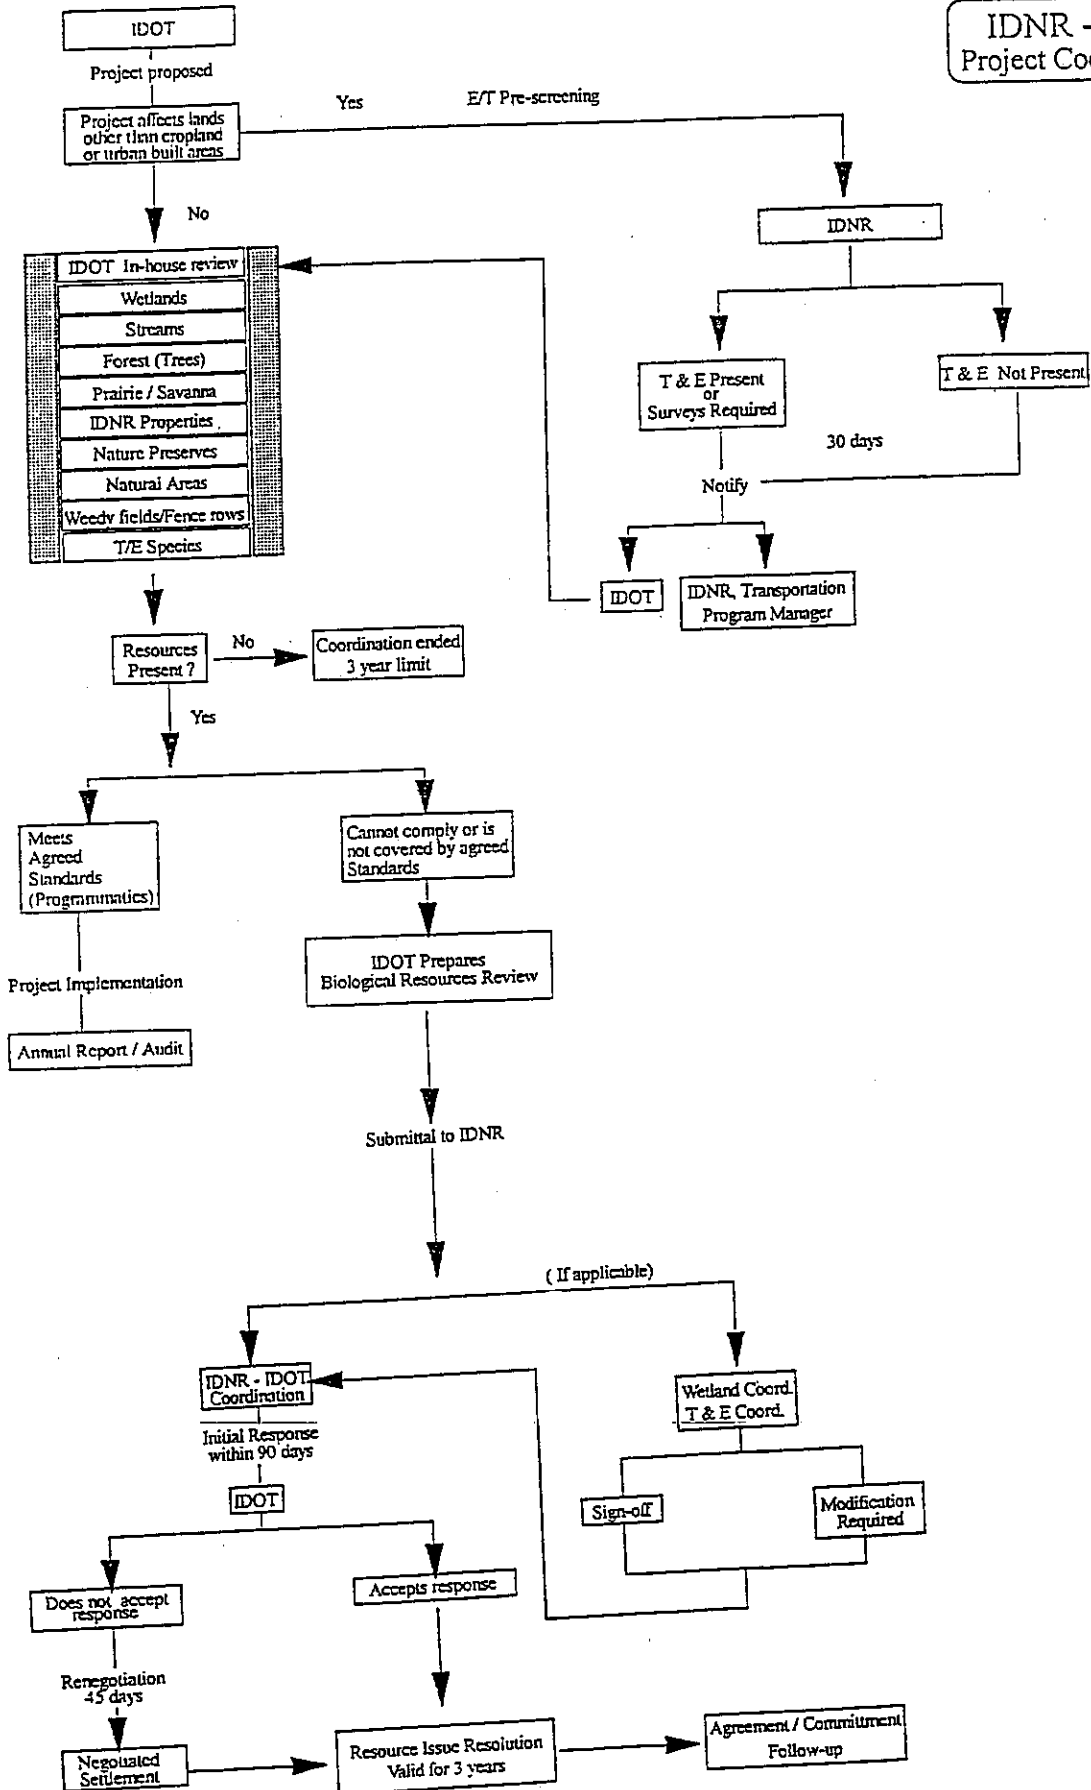 IDOT
IDNR -
Project Coo
Project proposed
Yes
E/T Pre-screening
Project affects lands
other than cropland
or urban built areas
No
IDNR
IDOT In-house review
Wetlands
Streams
Forest (Trees)
Prairie / Savanna
IDNR Properties
Nature Preserves
Natural Areas
Weedy fields/Fence rows
T/E Species
T & E Present
or
Surveys Required
T & E Not Present
30 days
Notify
IDOT
IDNR, Transportation
Program Manager
Resources
Present ?
No
Coordination ended
3 year limit
Yes
Meets
Agreed
Standards
(Programmatics)
Cannot comply or is
not covered by agreed
Standards
Project Implementation
Annual Report / Audit
IDOT Prepares
Biological Resources Review
Submittal to IDNR
( If applicable)
IDNR - IDOT
Coordination
Initial Response
within 90 days
IDOT
Wetland Coord.
T & E Coord.
Sign-off
Modification
Required
Does not accept
response
Accepts response
Renegotiation
45 days
Negotiated
Settlement
Resource Issue Resolution
Valid for 3 years
Agreement / Committment
Follow-up